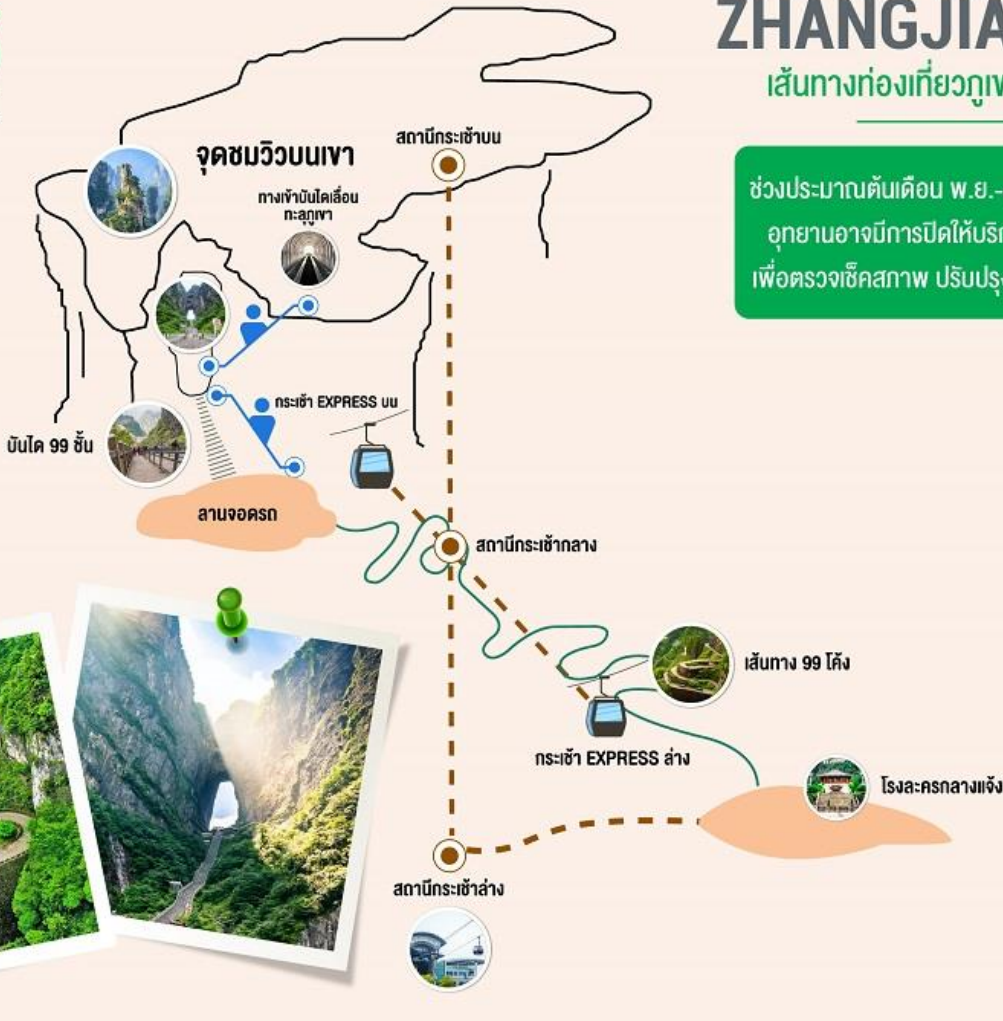 ZHANGJIA
เส้นทางท่องเที่ยวภูเข
ช่วงประมาณต้นเดือน พ.ย.-
อุทยานอาจมีการปิดให้บริก
เพื่อตรวจเช็คสภาพ ปรับปรุง
สถานีกระเช้าบน
จุดชมวิวบนเขา
ทางเข้าบันไดเลื่อน
ทะลุภูเขา
กระเช้า EXPRESS บน
บันได 99 ชั้น
ลานจอดรถ
สถานีกระเช้ากลาง
เส้นทาง 99 โค้ง
กระเช้า EXPRESS ล่าง
โรงละครกลางแจ้ง
สถานีกระเช้าล่าง